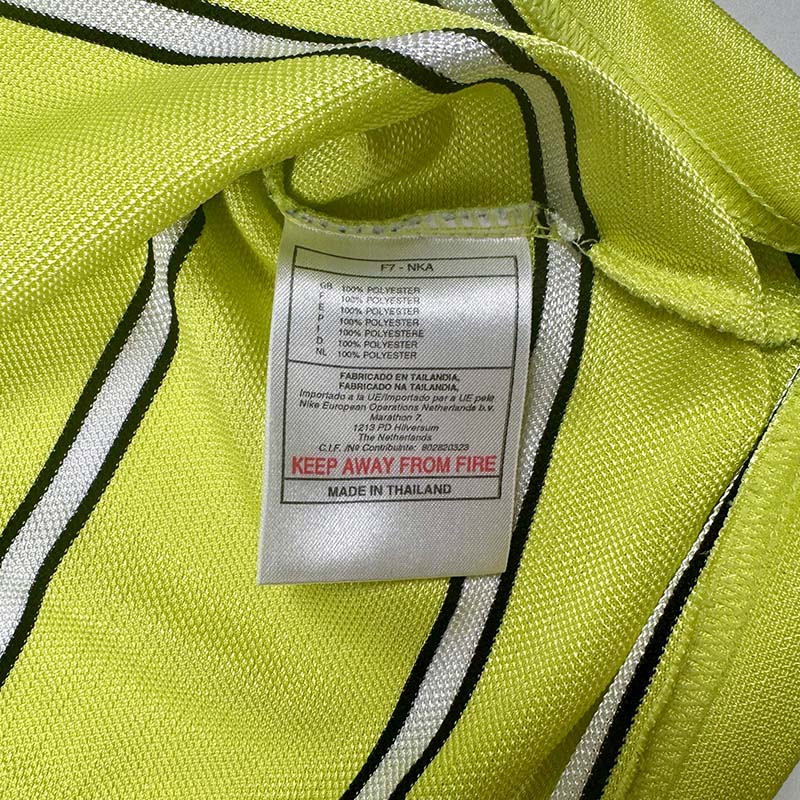 F7 - NKA
GB 100% POLYESTER
F 100% POLYESTER
E 100% POLYESTER
P 100% POLYESTER
I 100% POLYESTERE
D 100% POLYESTER
NL 100% POLYESTER
FABRICADO EN TAILANDIA,
FABRICADO NA TAILANDIA,
Importado a la UE/Importado par a UE pele
Nike European Operations Netherlands b.v.
Marathon 7,
1213 PD Hilversum
The Netherlands
C.I.F. /Nº Contribuinte: 802820323
KEEP AWAY FROM FIRE
MADE IN THAILAND